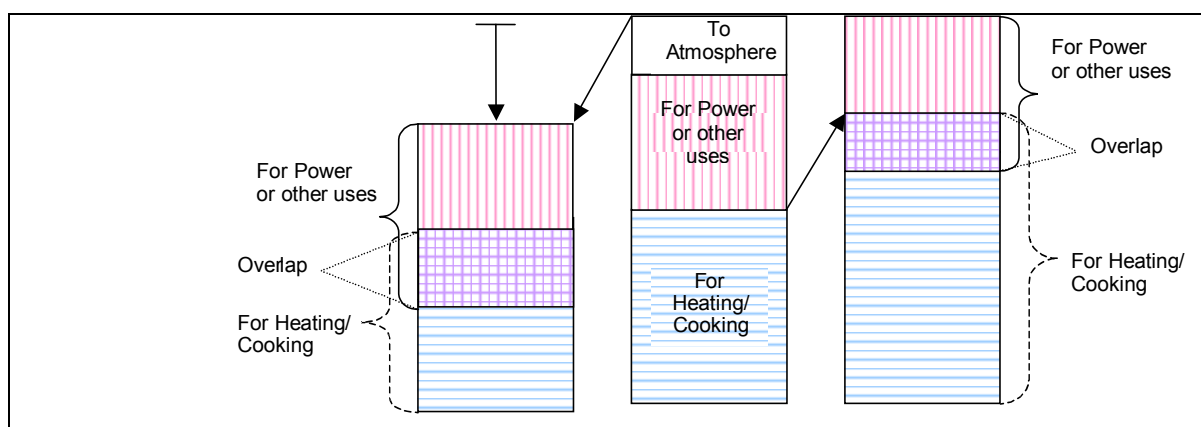 For Power
or other uses
Overlap
For Heating/
Cooking
To
Atmosphere
For Power
or other
uses
For
Heating/
Cooking
For Power
or other uses
Overlap
For Heating/
Cooking